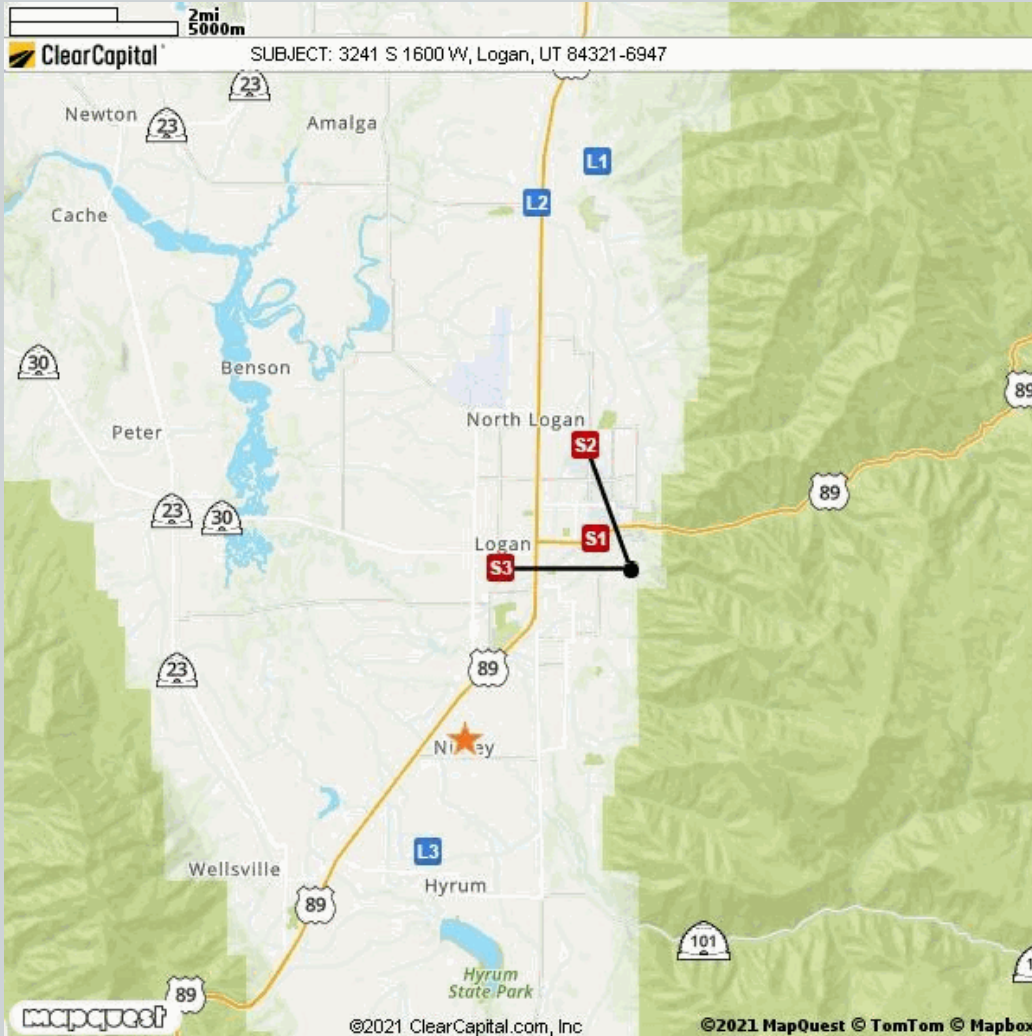 2mi
5000m
ClearCapital SUBJECT: 3241 S 1600 W, Logan, UT 84321-6947
23
Newton
23
Amalga
L1
L2
Cache
30
Benson
89
North Logan
Peter
S2
89
23
30
S1
Logan
S3
23
89
L3
Wellsville
Hyrum
89
101
Hyrum
State Park
89
mapquest
©2021 ClearCapital.com, Inc
©2021 MapQuest © TomTom © Mapbox